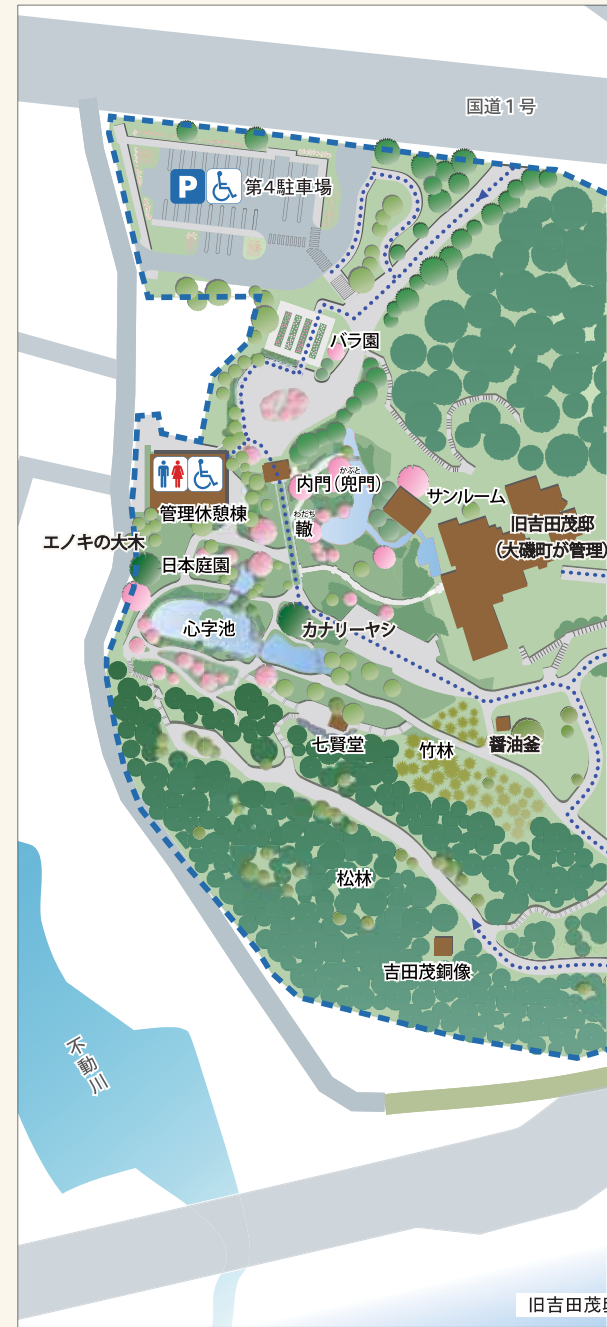 国道1号
P
第4駐車場
バラ園
かぶと
内門(兜門)
サンルーム
管理休憩棟
わだち
轍
旧吉田茂邸
(大磯町が管理)
エノキの大木
日本庭園
心字池
カナリーヤシ
七賢堂
竹林
醤油釜
松林
吉田茂銅像
不動川
旧吉田茂邸